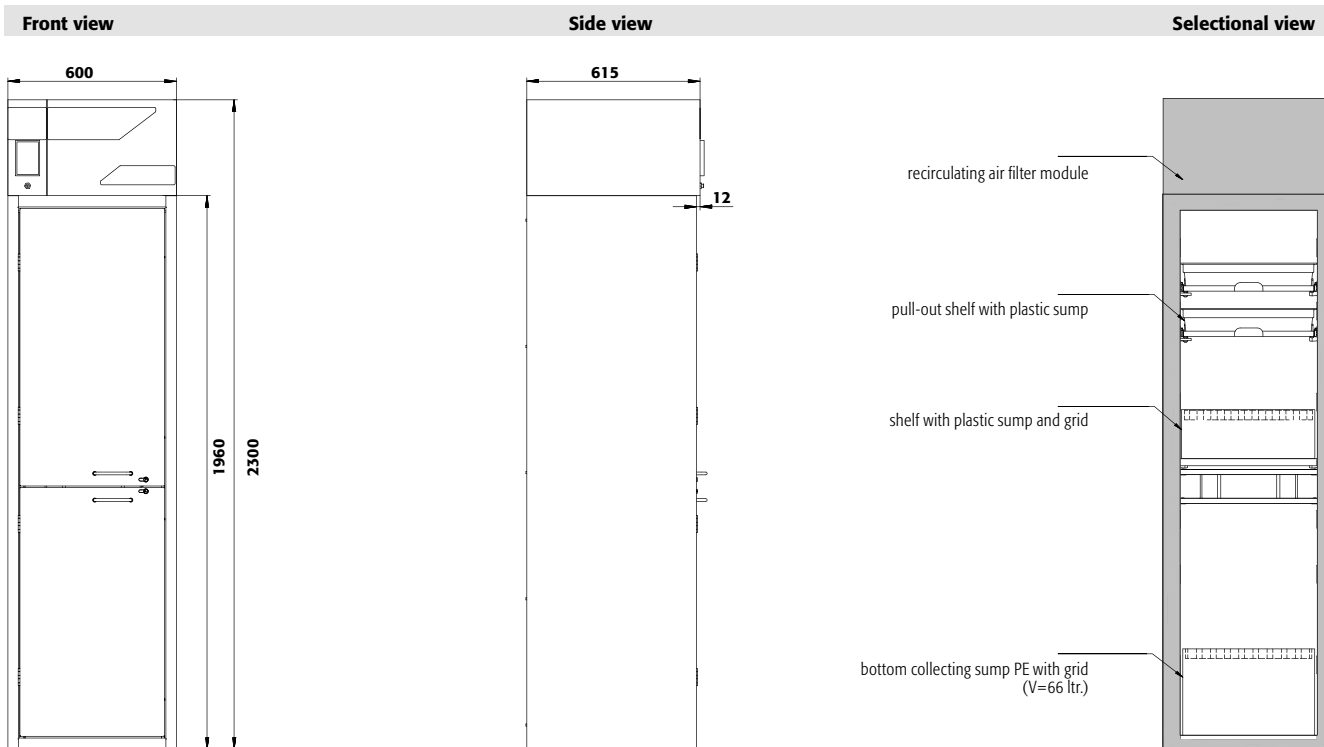 Front view
Side view
Selectional view
600
615
12
1960
2300
recirculating air filter module
pull-out shelf with plastic sump
shelf with plastic sump and grid
bottom collecting sump PE with grid
(V=66 ltr.)